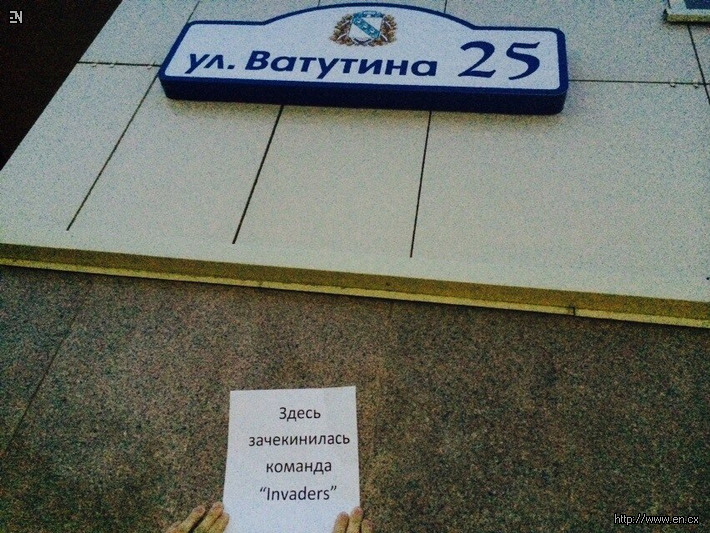 EN
ул. Ватутина 25
Здесь
зачекинилась
команда
“Invaders”
http://www.en.cx